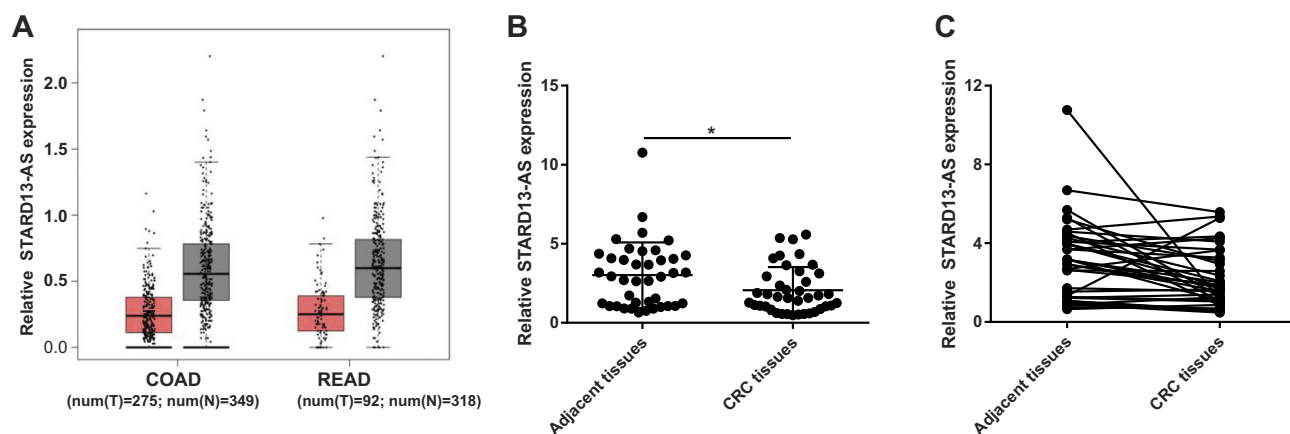 A
Relative STARD13-AS expression
2.0
1.5
1.0
0.5
0.0
COAD
(num(T)=275; num(N)=349)
READ
(num(T)=92; num(N)=318)
B
Relative STARD13-AS expression
15
10
5
0
*
Adjacent tissues
CRC tissues
C
Relative STARD13-AS expression
12
8
4
0
Adjacent tissues
CRC tissues